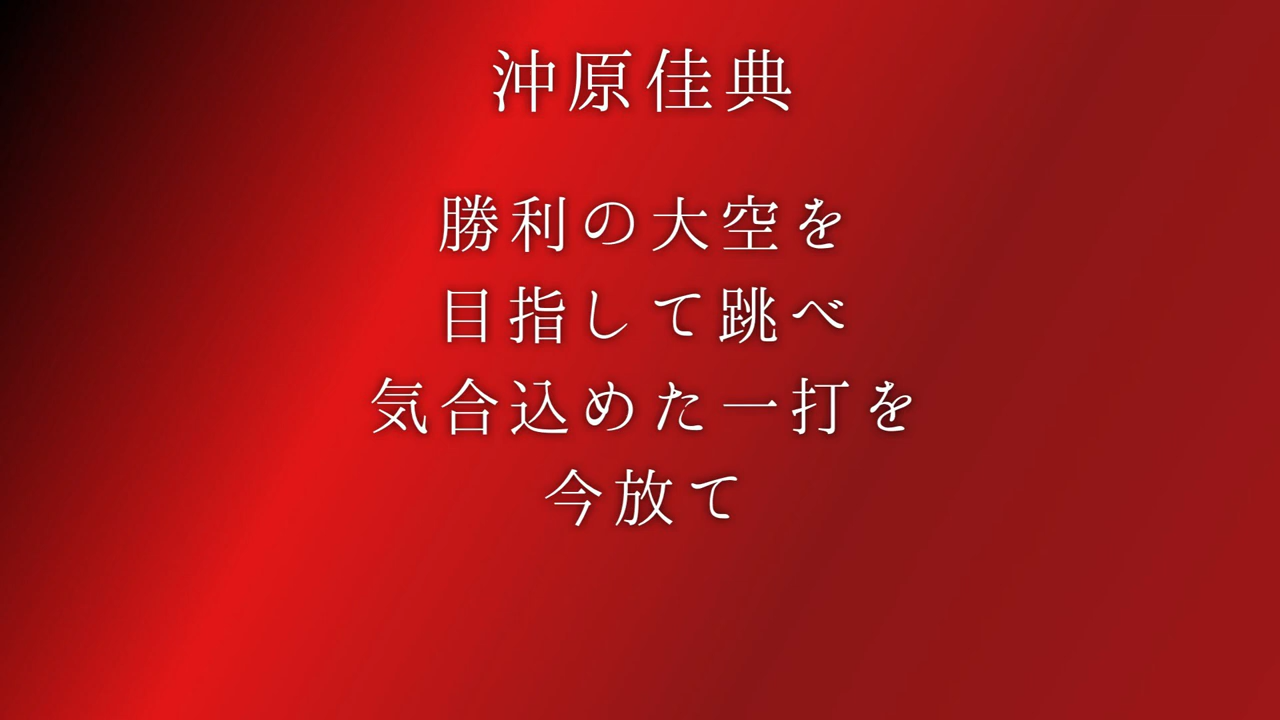 沖原佳典
勝利の大空を
目指して跳べ
気合込めた一打を
今放て